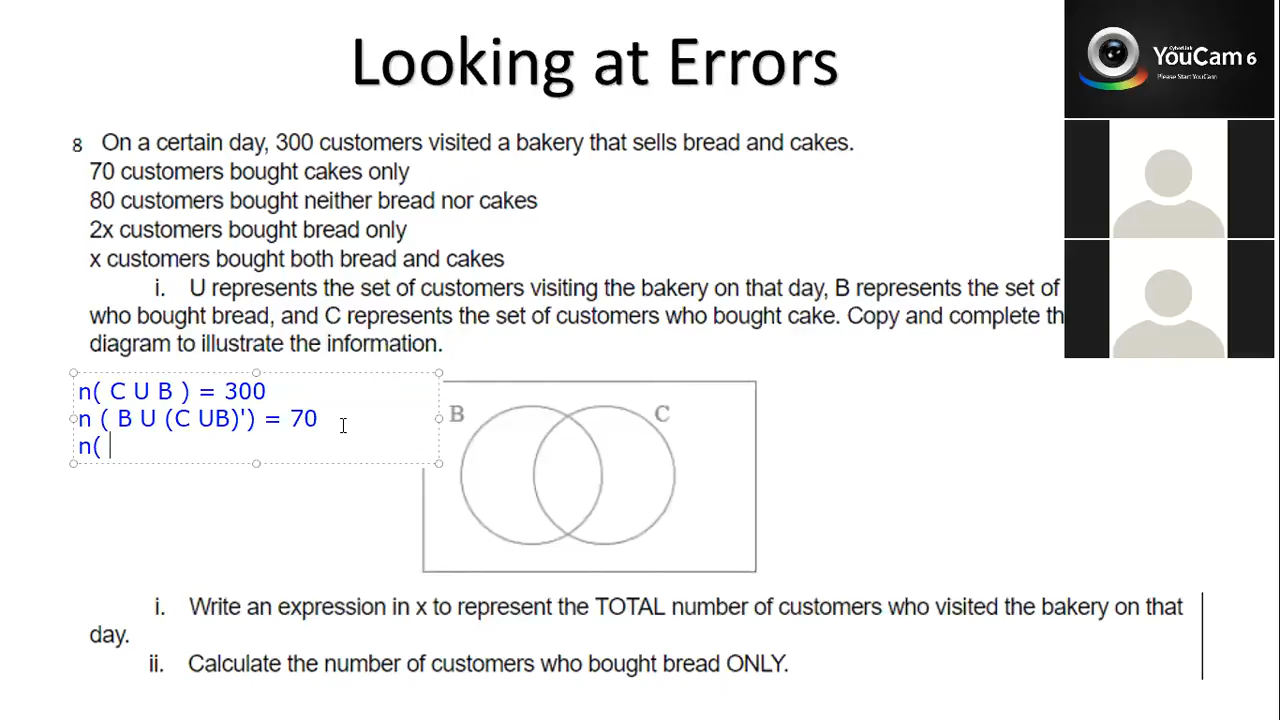 Looking at Errors
CyberLink
YouCam 6
Please Start YouCam
8 On a certain day, 300 customers visited a bakery that sells bread and cakes.
70 customers bought cakes only
80 customers bought neither bread nor cakes
2x customers bought bread only
x customers bought both bread and cakes
i. U represents the set of customers visiting the bakery on that day, B represents the set of
who bought bread, and C represents the set of customers who bought cake. Copy and complete th
diagram to illustrate the information.
n( C U B ) = 300
n ( B U (C UB)') = 70
n(
B
C
i. Write an expression in x to represent the TOTAL number of customers who visited the bakery on that
day.
ii. Calculate the number of customers who bought bread ONLY.